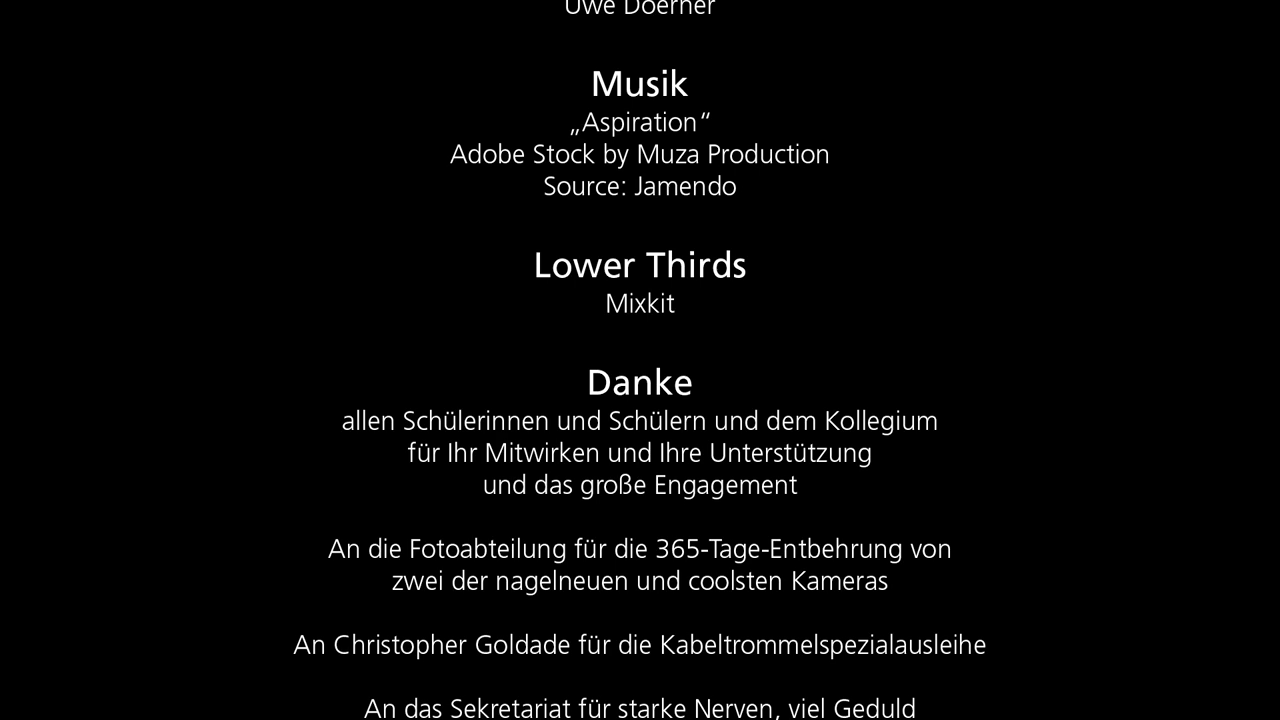 Uwe Doerner
Musik
„Aspiration“
Adobe Stock by Muza Production
Source: Jamendo
Lower Thirds
Mixkit
Danke
allen Schülerinnen und Schülern und dem Kollegium
für Ihr Mitwirken und Ihre Unterstützung
und das große Engagement
An die Fotoabteilung für die 365-Tage-Entbehrung von
zwei der nagelneuen und coolsten Kameras
An Christopher Goldade für die Kabeltrommelspezialausleihe
An das Sekretariat für starke Nerven, viel Geduld